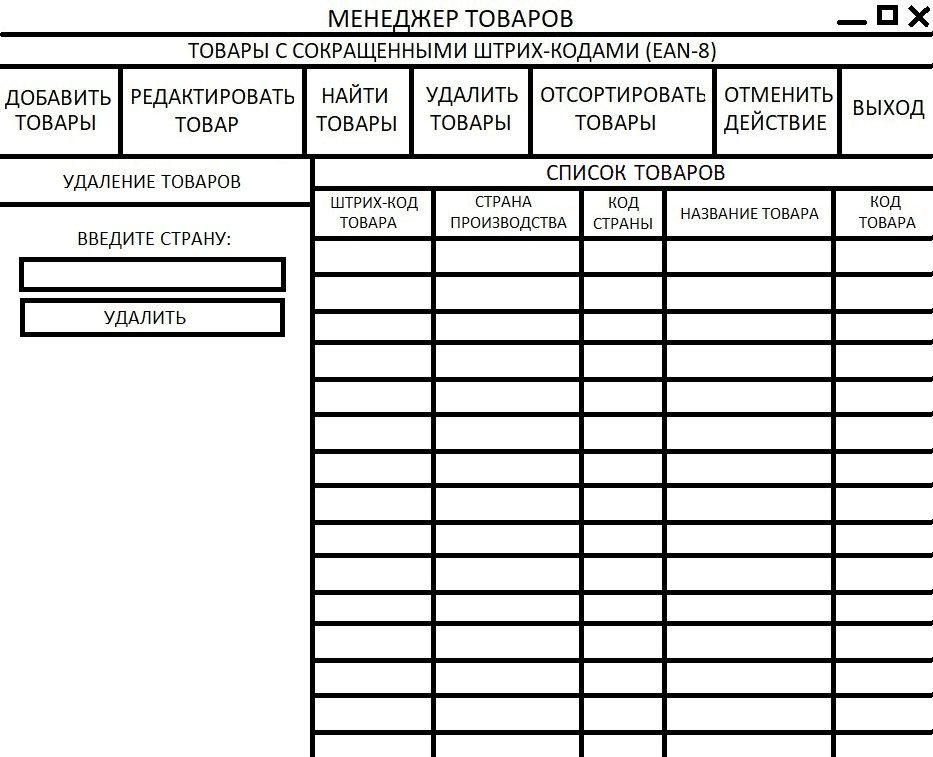 МЕНЕДЖЕР ТОВАРОВ
ТОВАРЫ С СОКРАЩЕННЫМИ ШТРИХ-КОДАМИ (EAN-8)
ДОБАВИТЬ
ТОВАРЫ
РЕДАКТИРОВАТЬ
ТОВАР
НАЙТИ
ТОВАРЫ
УДАЛИТЬ
ТОВАРЫ
ОТСОРТИРОВАТЬ
ТОВАРЫ
ОТМЕНИТЬ
ДЕЙСТВИЕ
ВЫХОД
УДАЛЕНИЕ ТОВАРОВ
ВВЕДИТЕ СТРАНУ:
УДАЛИТЬ
СПИСОК ТОВАРОВ
ШТРИХ-КОД
ТОВАРА
СТРАНА
ПРОИЗВОДСТВА
КОД
СТРАНЫ
НАЗВАНИЕ ТОВАРА
КОД
ТОВАРА